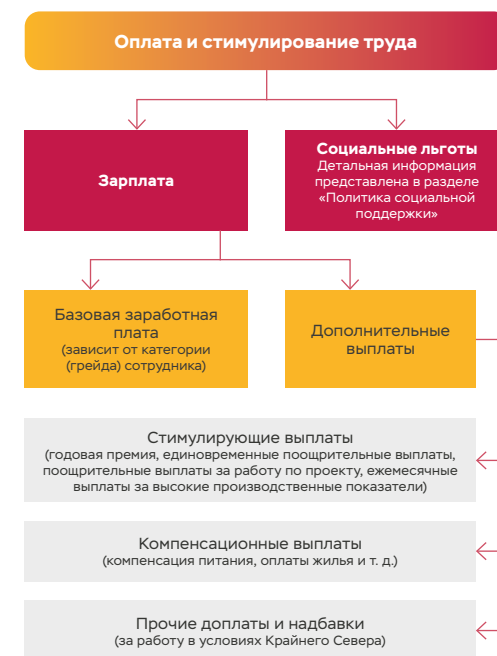 Оплата и стимулирование труда
Зарплата
Социальные льготы
Детальная информация
представлена в разделе
«Политика социальной
поддержки»
Базовая заработная
плата
(зависит от категории
(грейда) сотрудника)
Дополнительные
выплаты
Стимулирующие выплаты
(годовая премия, единовременные поощрительные выплаты,
поощрительные выплаты за работу по проекту, ежемесячные
выплаты за высокие производственные показатели)
Компенсационные выплаты
(компенсация питания, оплаты жилья и т. д.)
Прочие доплаты и надбавки
(за работу в условиях Крайнего Севера)